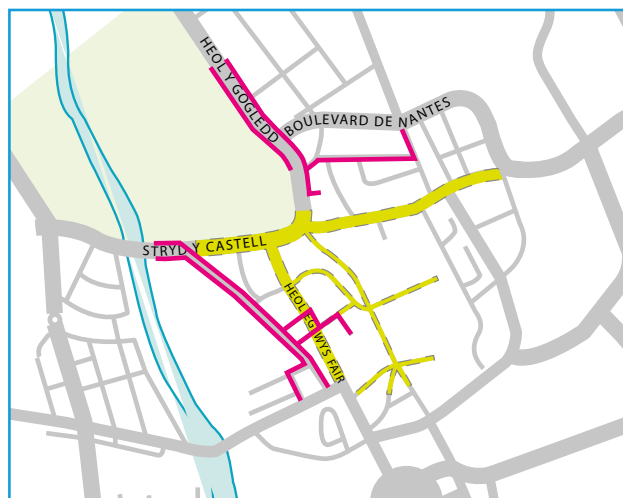 HEOL Y GOGLEDD
BOULEVARD DE NANTES
STRYD Y CASTELL
HEOL EGLWYS FAIR